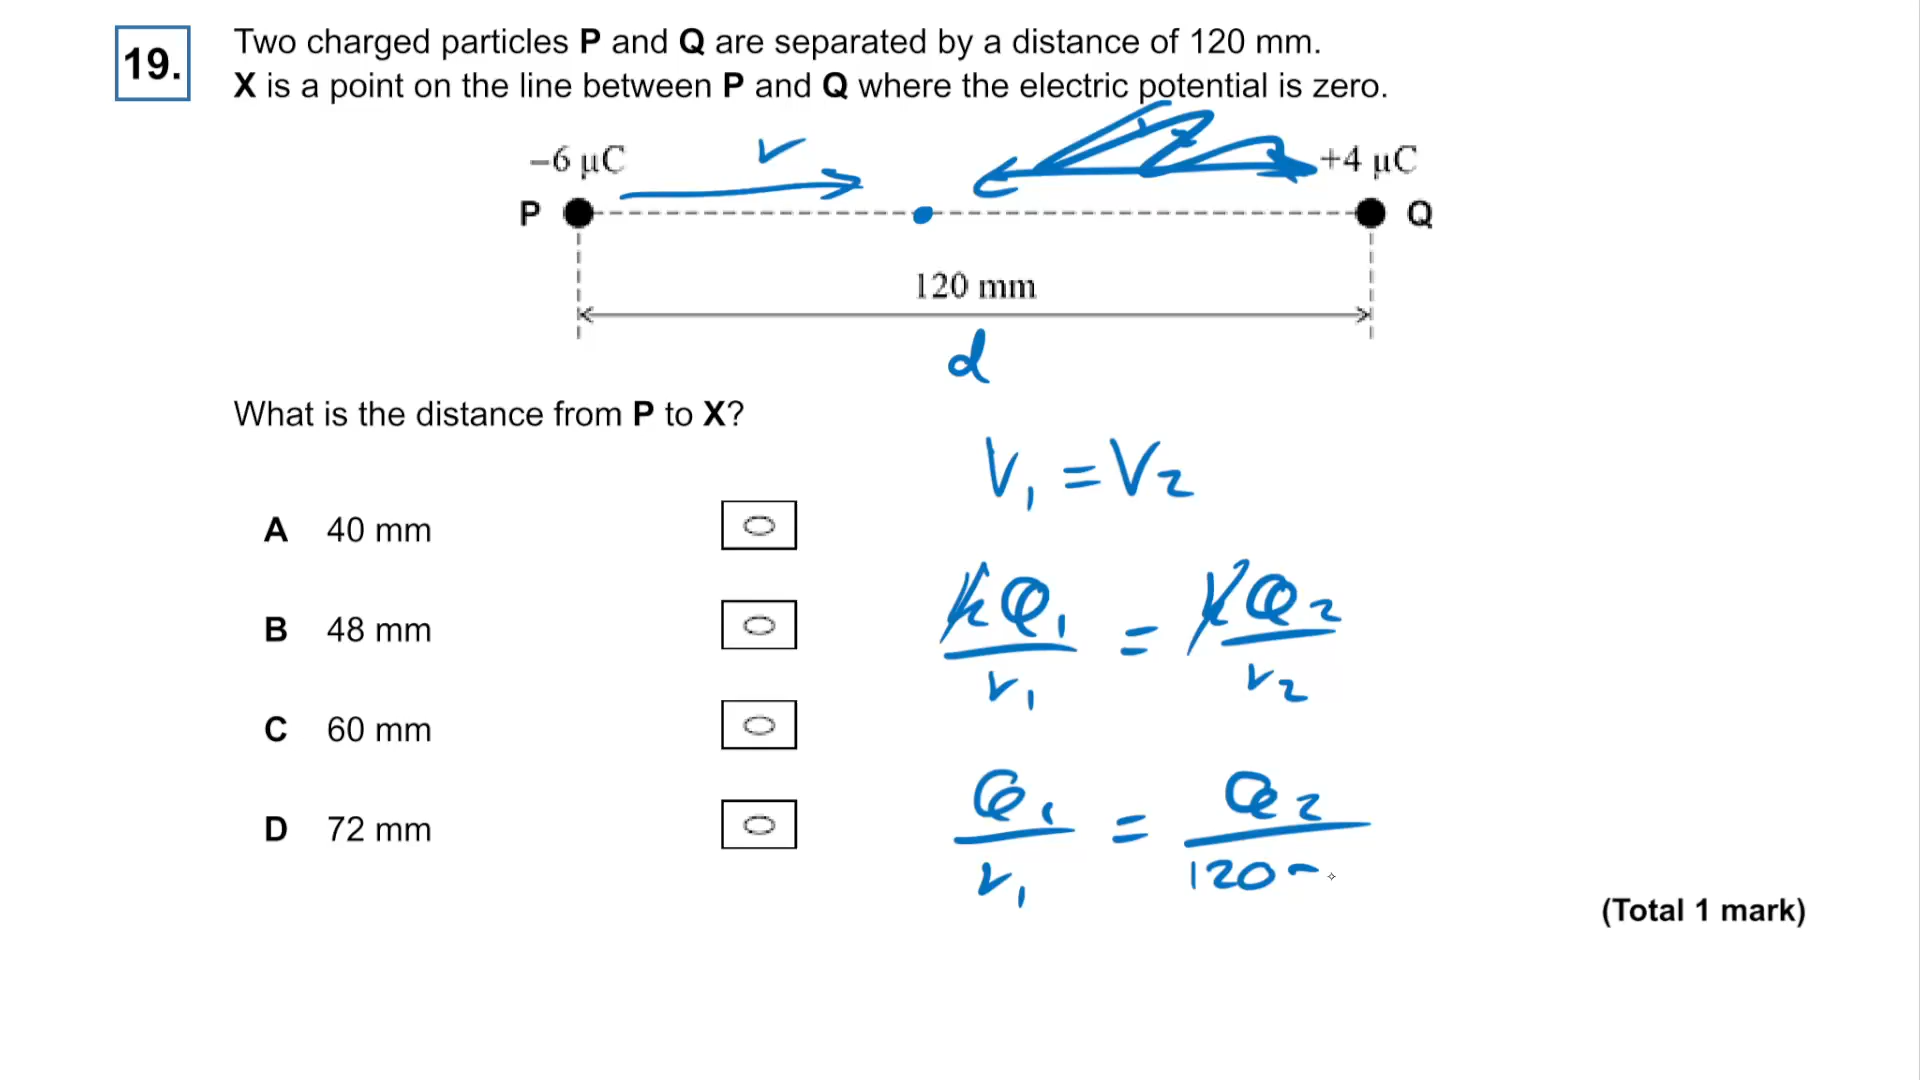 19.
Two charged particles P and Q are separated by a distance of 120 mm.
X is a point on the line between P and Q where the electric potential is zero.
r
−6 µC
+4 µC
P
Q
120 mm
d
What is the distance from P to X?
V₁ = V₂
A 40 mm
B 48 mm
kQ₁/r₁ = kQ₂/r₂
C 60 mm
D 72 mm
Q₁/r₁ = Q₂/120 −
(Total 1 mark)